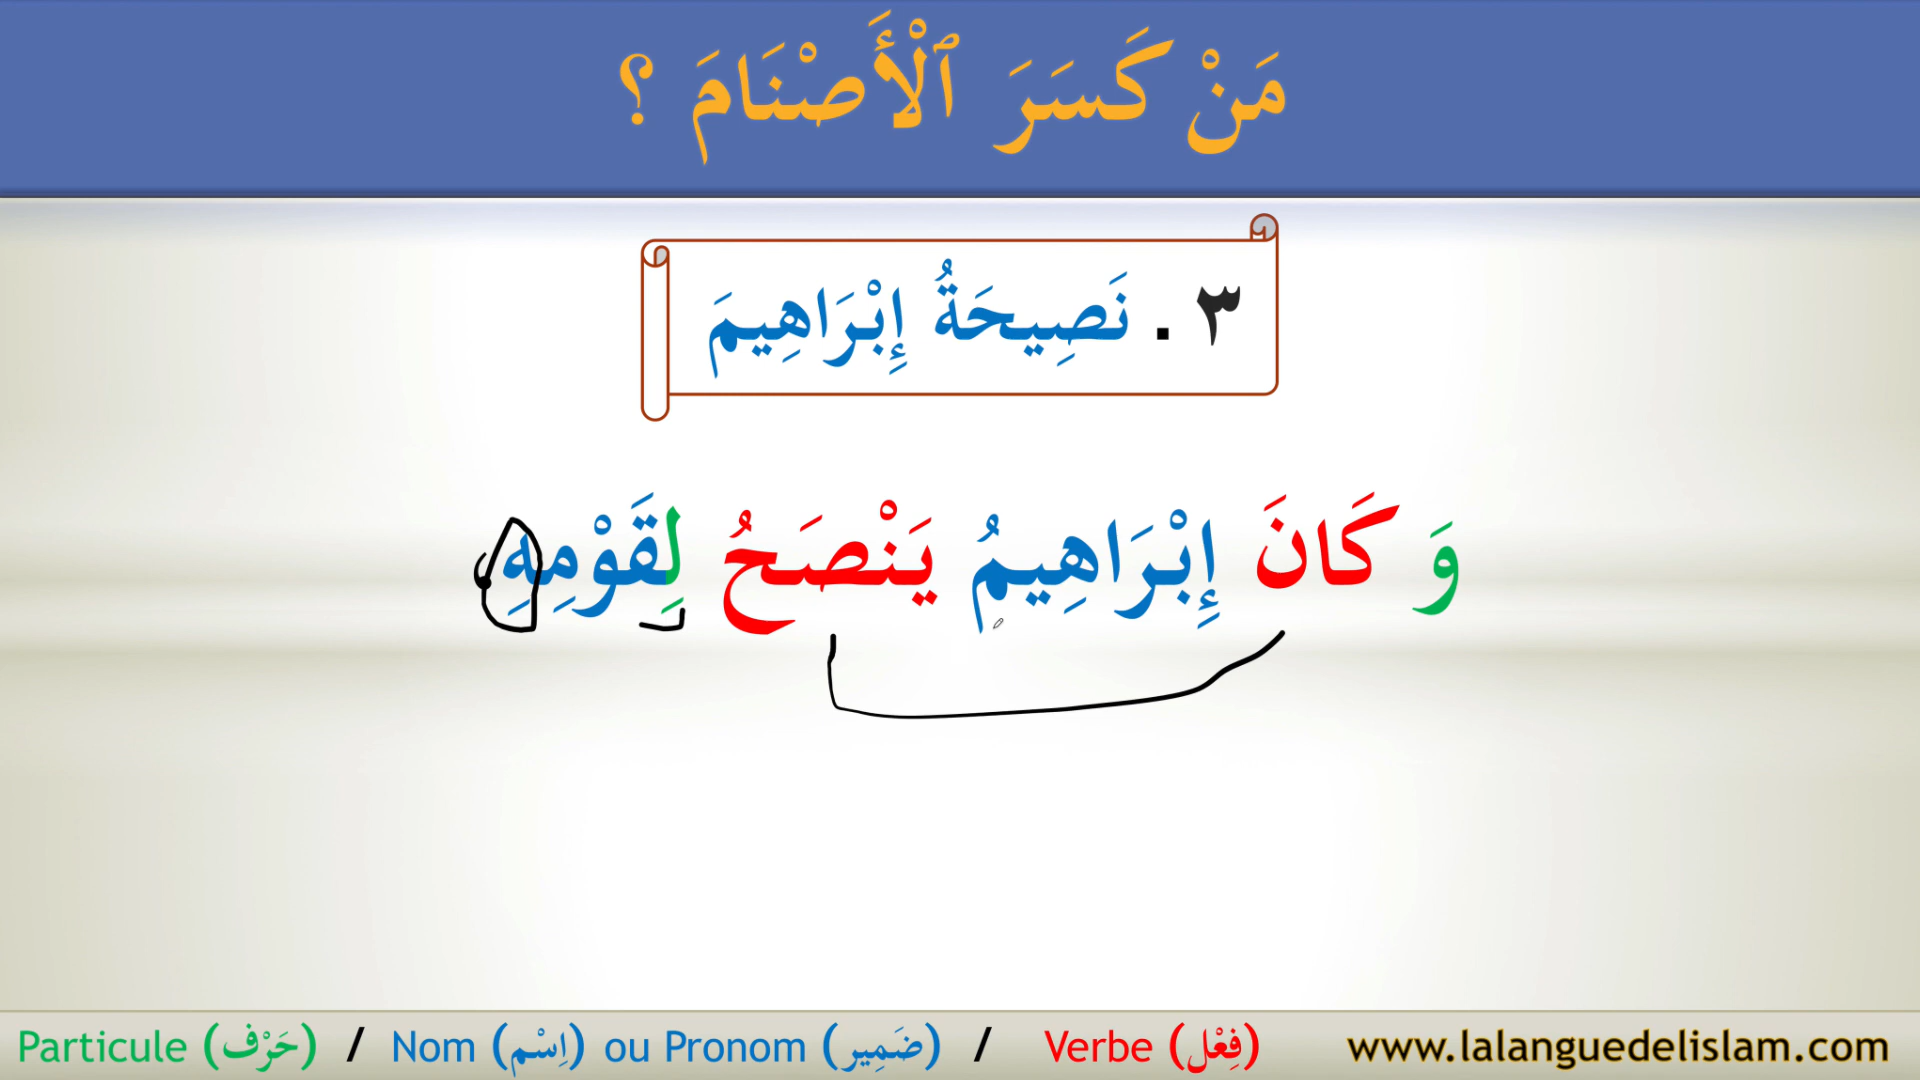 مَنْ كَسَرَ ٱلْأَصْنَامَ ؟
٣ . نَصِيحَةُ إِبْرَاهِيمَ
وَ كَانَ إِبْرَاهِيمُ يَنْصَحُ لِقَوْمِهِ
Particule (حَرْف) / Nom (اِسْم) ou Pronom (ضَمِير) / Verbe (فِعْل) www.lalanguedelislam.com